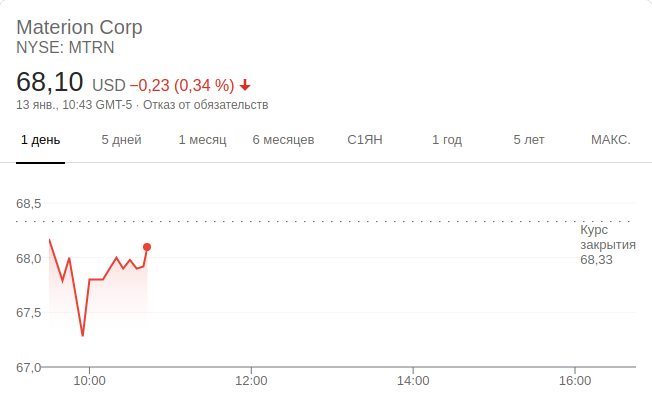 Materion Corp
NYSE: MTRN
68,10 USD −0,23 (0,34 %)
13 янв., 10:43 GMT-5 · Отказ от обязательств
1 день 5 дней 1 месяц 6 месяцев С1ЯН 1 год 5 лет МАКС.
68,5
Курс
закрытия
68,33
68,0
67,5
67,0
10:00 12:00 14:00 16:00